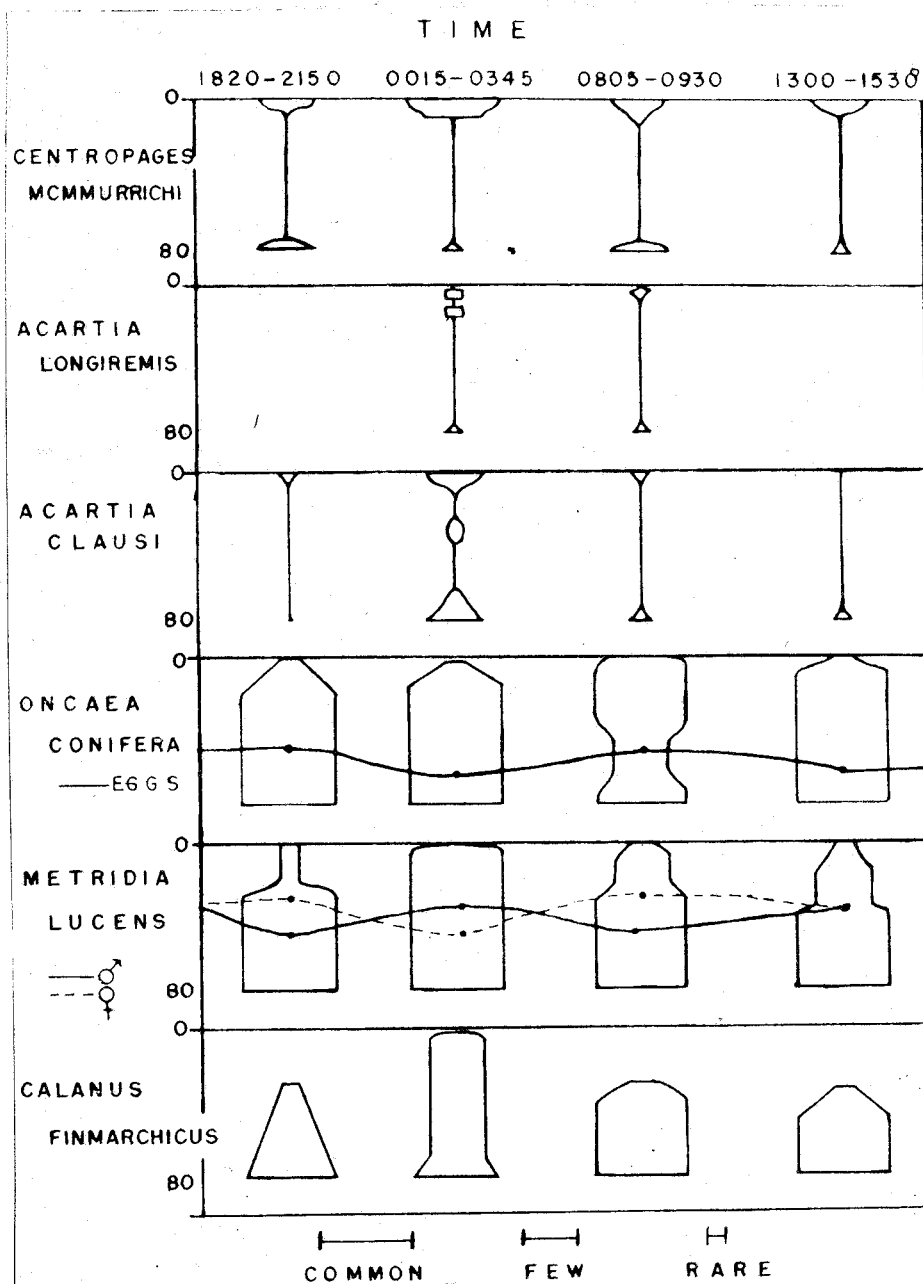 TIME
1820-2150 0015-0345 0805-0930 1300-1530
0
CENTROPAGES
MCMMURRICHI
80
0
ACARTIA
LONGIREMIS
80
0
ACARTIA
CLAUSI
80
0
ONCAEA
CONIFERA
EGGS
0
METRIDIA
LUCENS
♂
♀
80
0
CALANUS
FINMARCHICUS
80
COMMON FEW RARE